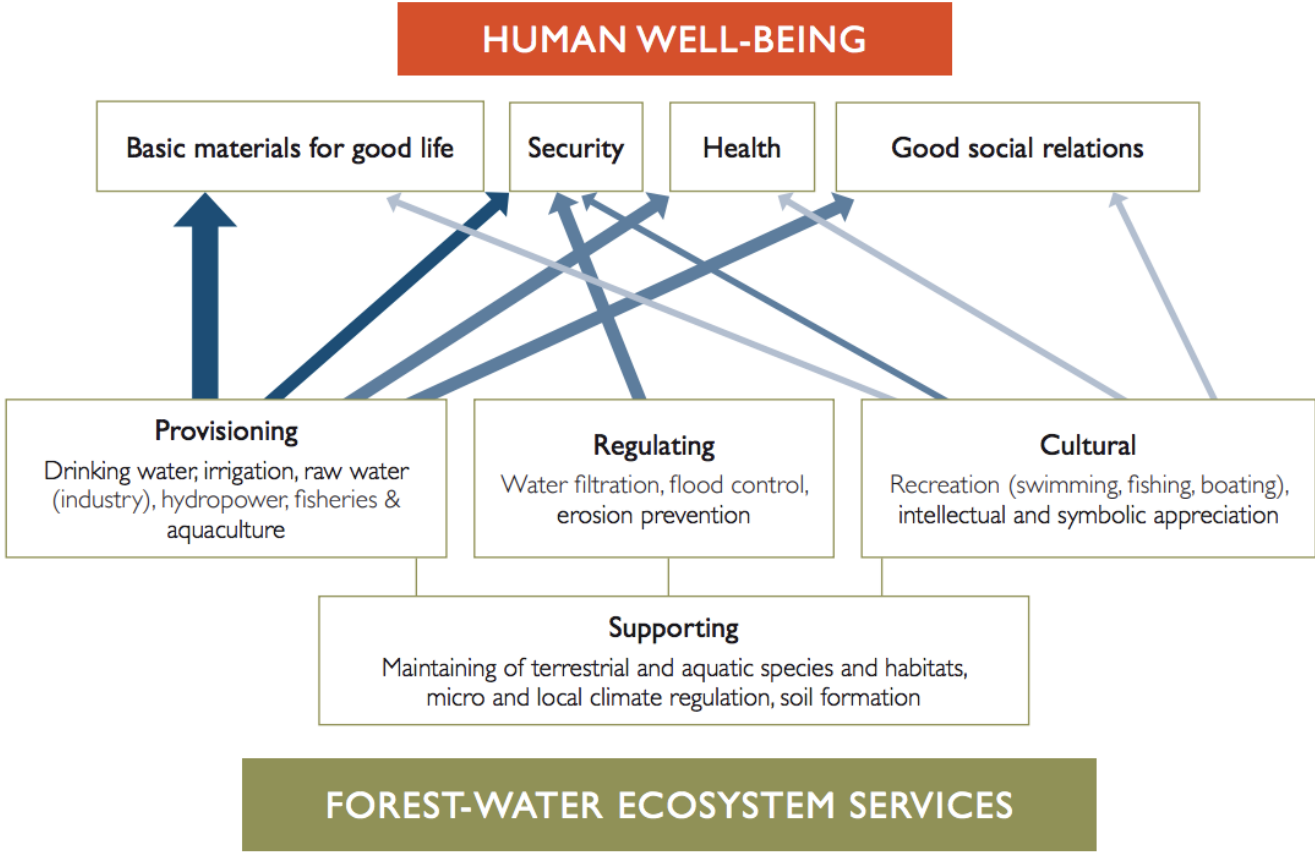 HUMAN WELL-BEING
Basic materials for good life
Security
Health
Good social relations
Provisioning
Drinking water, irrigation, raw water
(industry), hydropower, fisheries &
aquaculture
Regulating
Water filtration, flood control,
erosion prevention
Cultural
Recreation (swimming, fishing, boating),
intellectual and symbolic appreciation
Supporting
Maintaining of terrestrial and aquatic species and habitats,
micro and local climate regulation, soil formation
FOREST-WATER ECOSYSTEM SERVICES